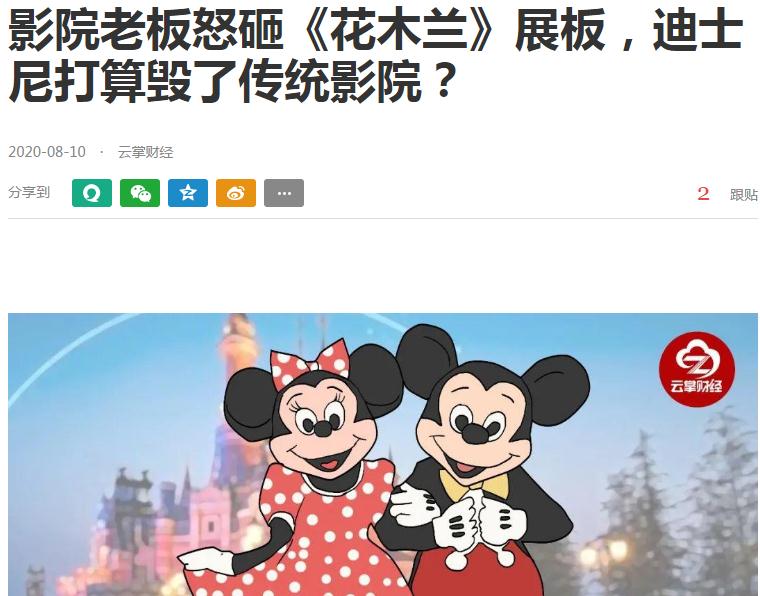 影院老板怒砸《花木兰》展板，迪士
尼打算毁了传统影院？
2020-08-10 · 云掌财经
分享到
2 跟贴
云掌财经